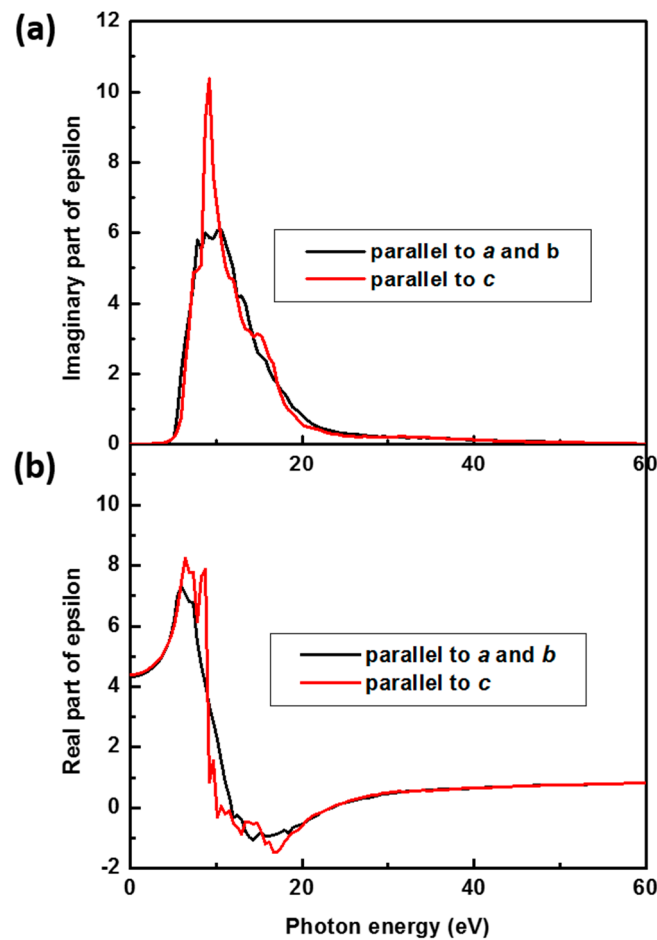 (a)
12
10
8
6
4
2
0
Imaginary part of epsilon
parallel to a and b
parallel to c
20
40
60
(b)
10
8
6
4
2
0
-2
Real part of epsilon
parallel to a and b
parallel to c
0
20
40
60
Photon energy (eV)